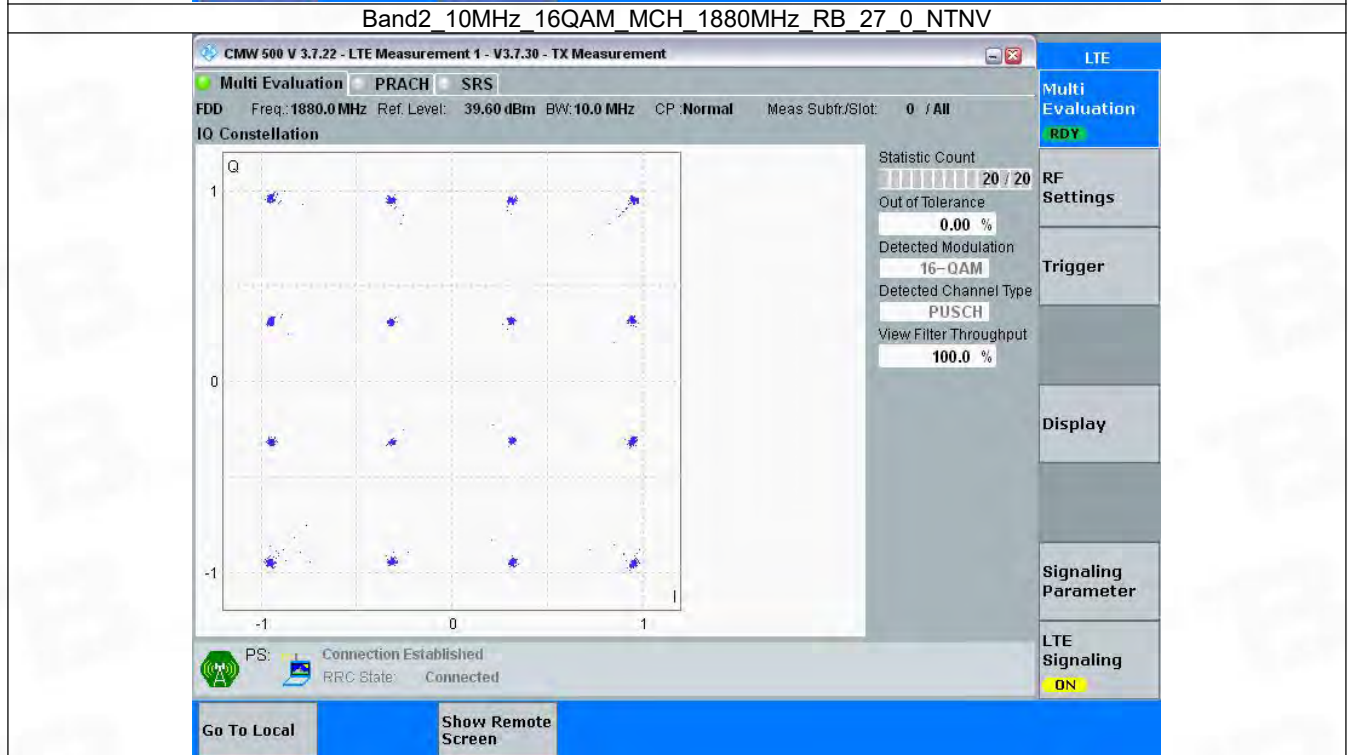 Band2_10MHz_16QAM_MCH_1880MHz_RB_27_0_NTNV
CMW 500 V 3.7.22 - LTE Measurement 1 - V3.7.30 - TX Measurement
LTE
Multi Evaluation PRACH SRS
Multi
Evaluation
RDY
FDD Freq.:1880.0 MHz Ref. Level: 39.60 dBm BW:10.0 MHz CP :Normal Meas Subfr./Slot: 0 / All
IQ Constellation
Q
1
0
-1
-1 0 1
I
Statistic Count
20 / 20
Out of Tolerance
0.00 %
Detected Modulation
16-QAM
Detected Channel Type
PUSCH
View Filter Throughput
100.0 %
RF
Settings
Trigger
Display
Signaling
Parameter
LTE
Signaling
ON
PS: Connection Established
RRC State: Connected
Go To Local
Show Remote
Screen